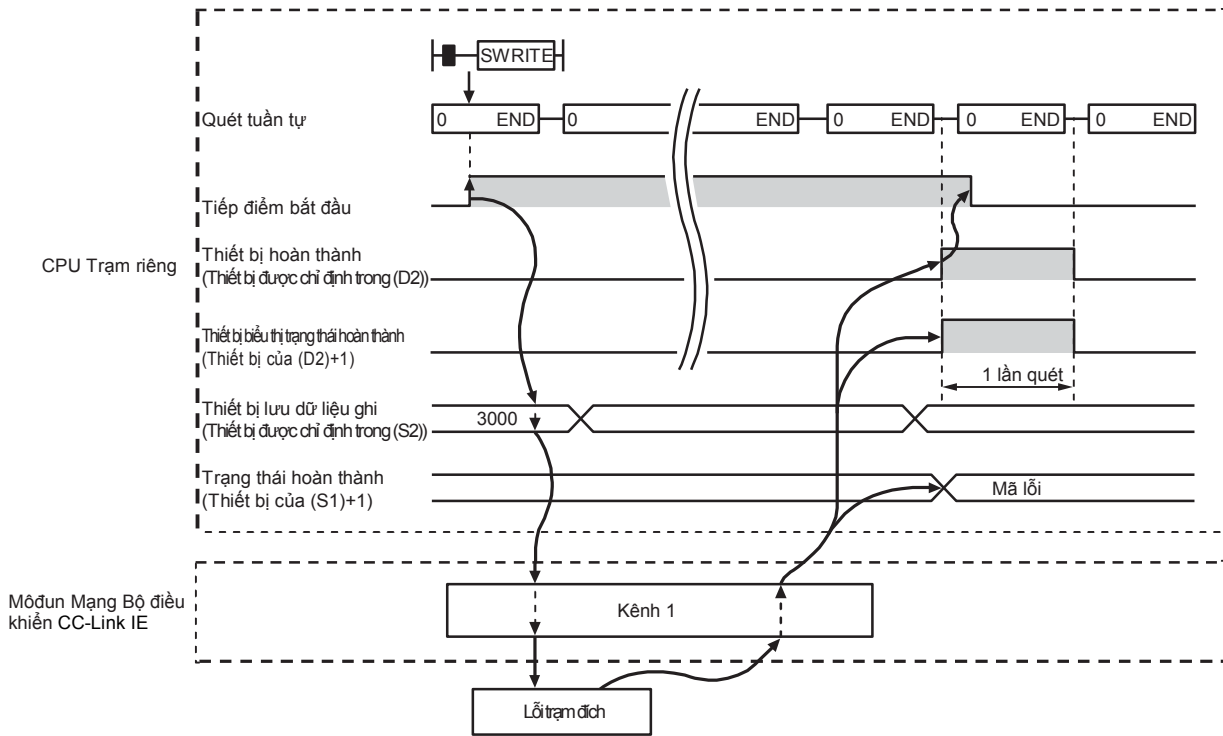 SWRITE
Quét tuần tự
0 END 0 END 0 END 0 END 0 END
Tiếp điểm bắt đầu
CPU Trạm riêng
Thiết bị hoàn thành
(Thiết bị được chỉ định trong (D2))
Thiết bị biểu thị trạng thái hoàn thành
(Thiết bị của (D2)+1)
1 lần quét
Thiết bị lưu dữ liệu ghi
(Thiết bị được chỉ định trong (S2))
3000
Trạng thái hoàn thành
(Thiết bị của (S1)+1)
Mã lỗi
Môđun Mạng Bộ điều
khiển CC-Link IE
Kênh 1
Lỗi trạm đích